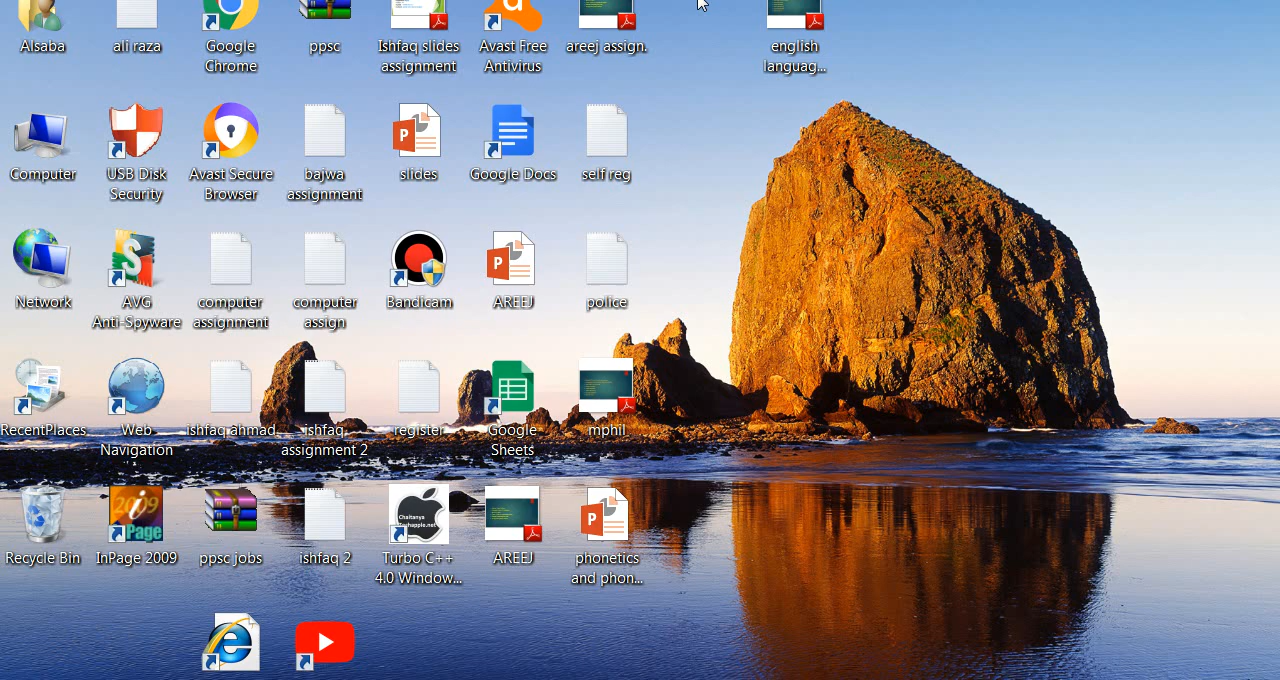 Alsaba
ali raza
Google
Chrome
ppsc
Ishfaq slides
assignment
Avast Free
Antivirus
areej assign.
english
languag...
Computer
USB Disk
Security
Avast Secure
Browser
bajwa
assignment
slides
Google Docs
self reg
Network
AVG
Anti-Spyware
computer
assignment
computer
assign
Bandicam
AREEJ
police
RecentPlaces
Web
Navigation
ishfaq ahmad
ishfaq
assignment 2
register
Google
Sheets
mphil
2009
i
Page
Chaitanya
Recycle Bin
InPage 2009
ppsc jobs
ishfaq 2
Turbo C++
4.0 Window...
AREEJ
phonetics
and phon...